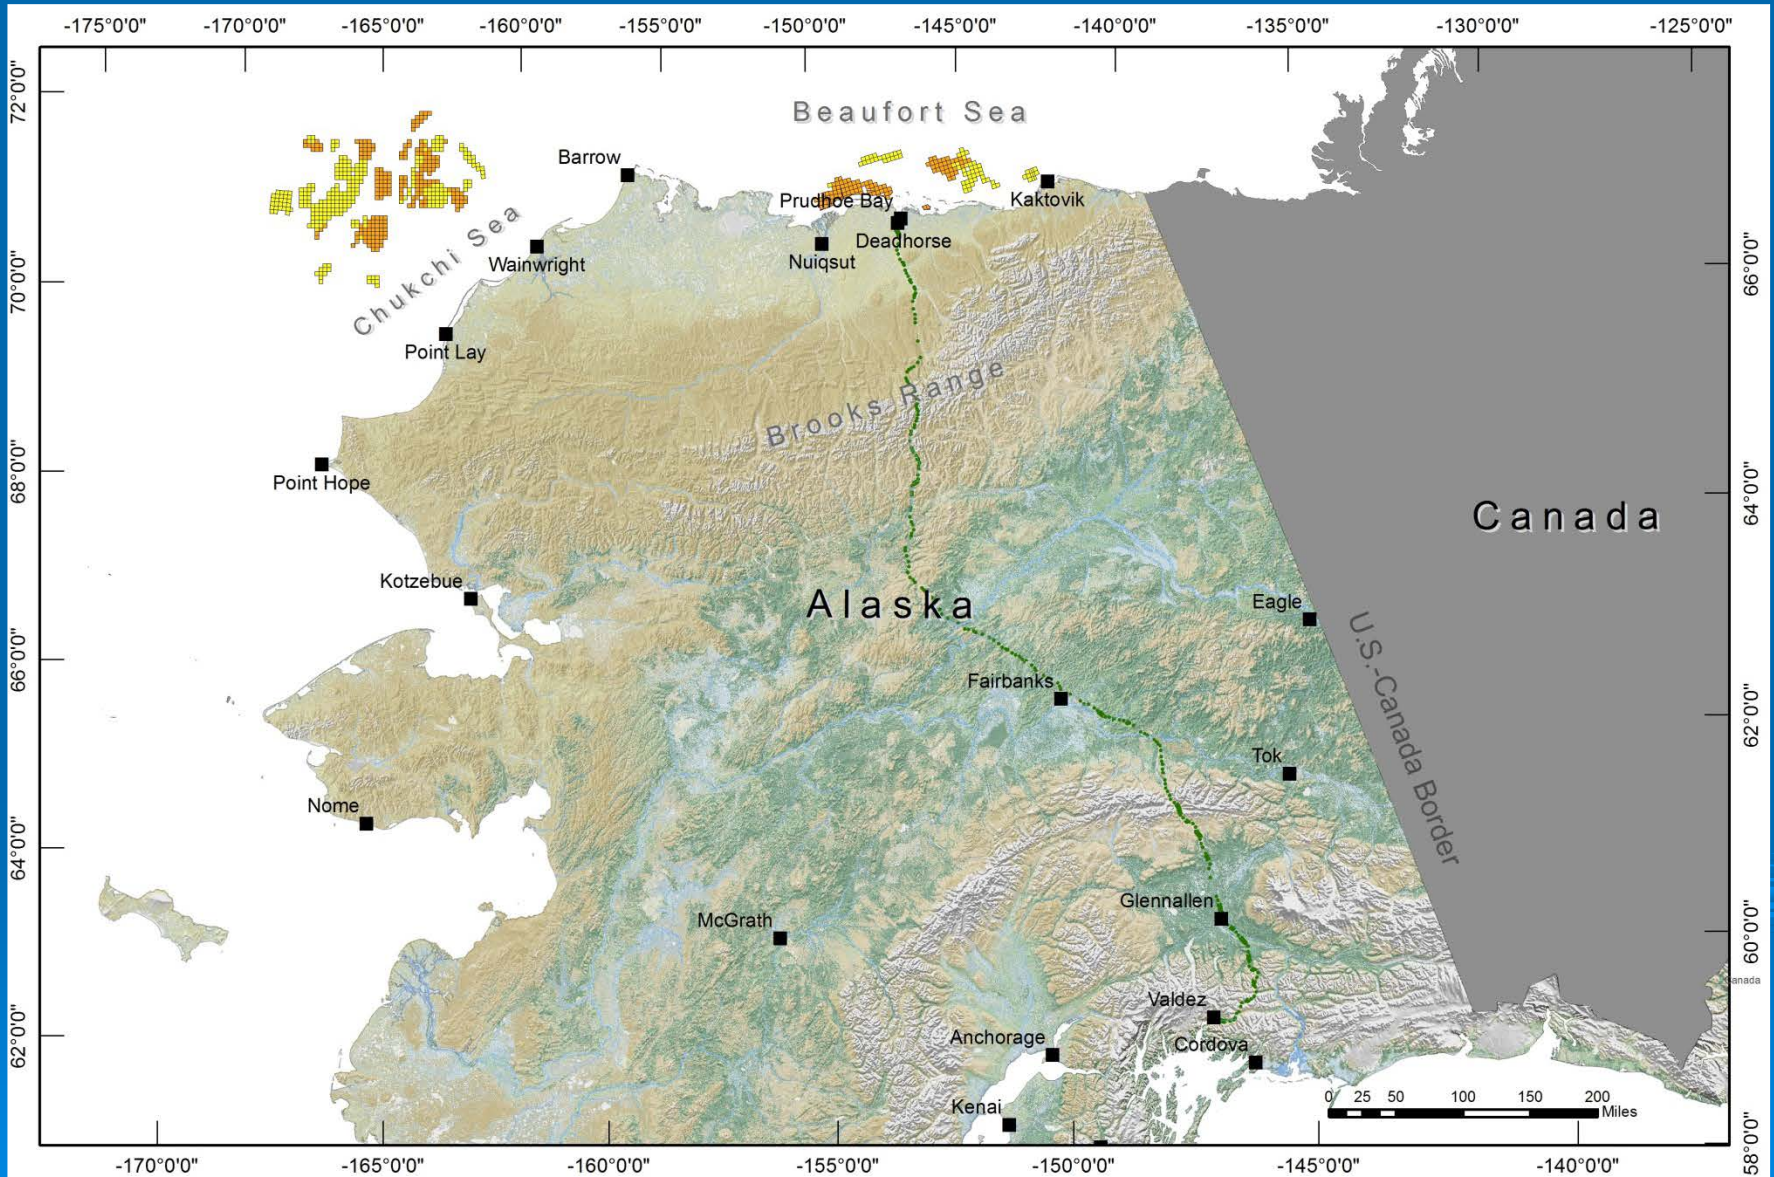 -175°0'0"
-170°0'0"
-160°0'0"
-155°0'0"
-150°0'0"
-145°0'0"
-140°0'0"
-135°0'0"
-130°0'0"
-125°0'0"
72°0'0"
Beaufort Sea
Barrow
Prudhoe Bay
Kaktovik
Chukchi Sea
Deadhorse
Wainwright
Nuiqsut
66°0'0"
70°0'0"
Point Lay
Brooks Range
68°0'0"
Point Hope
64°0'0"
Canada
Kotzebue
Alaska
Eagle
66°0'0"
U.S.-Canada Border
Fairbanks
62°0'0"
Tok
Nome
64°0'0"
Glennallen
McGrath
60°0'0"
Canada
Valdez
62°0'0"
Anchorage
Cordova
Kenai
0 25 50 100 150 200
Miles
58°0'0"
-170°0'0"
-165°0'0"
-160°0'0"
-155°0'0"
-150°0'0"
-145°0'0"
-140°0'0"